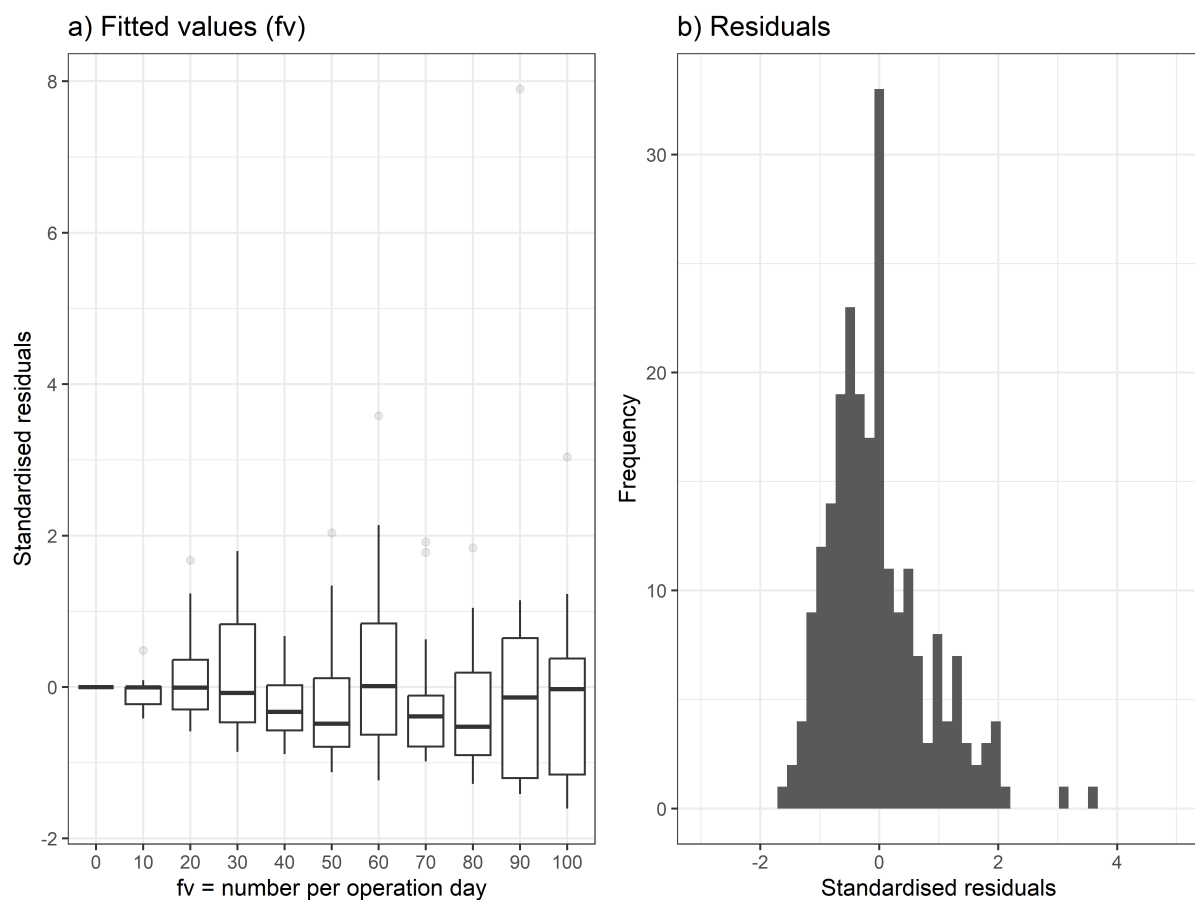 a) Fitted values (fv)
8
6
4
2
0
-2
Standardised residuals
0 10 20 30 40 50 60 70 80 90 100
fv = number per operation day
b) Residuals
30
20
10
0
Frequency
-2 0 2 4
Standardised residuals